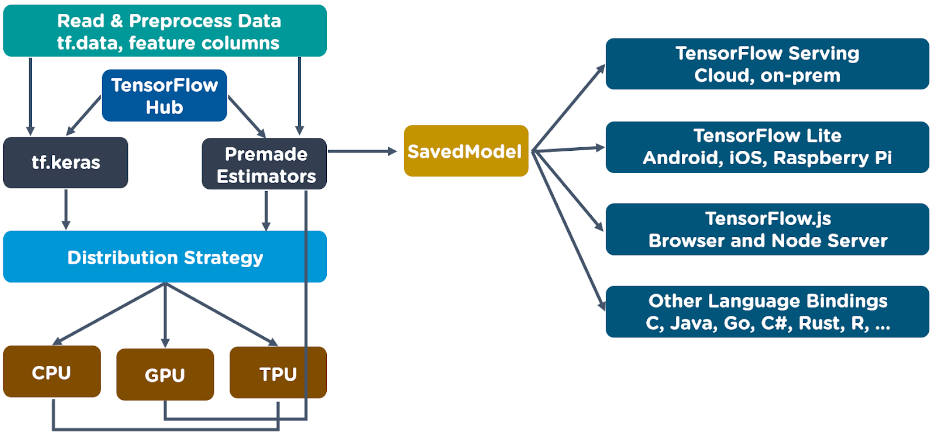 Read & Preprocess Data
tf.data, feature columns
TensorFlow
Hub
tf.keras
Premade
Estimators
Distribution Strategy
CPU
GPU
TPU
SavedModel
TensorFlow Serving
Cloud, on-prem
TensorFlow Lite
Android, iOS, Raspberry Pi
TensorFlow.js
Browser and Node Server
Other Language Bindings
C, Java, Go, C#, Rust, R, ...